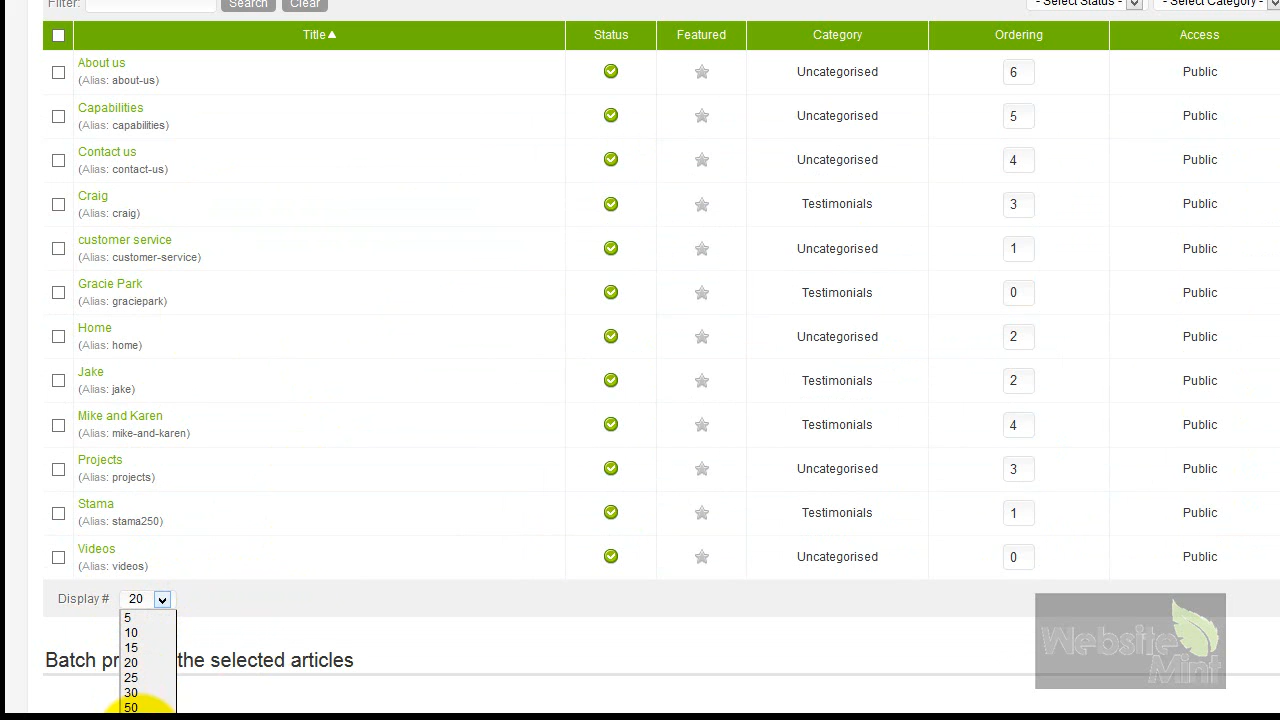 Filter: Search Clear - Select Status - - Select Category -
Title Status Featured Category Ordering Access
About us
(Alias: about-us) Uncategorised 6 Public
Capabilities
(Alias: capabilities) Uncategorised 5 Public
Contact us
(Alias: contact-us) Uncategorised 4 Public
Craig
(Alias: craig) Testimonials 3 Public
customer service
(Alias: customer-service) Uncategorised 1 Public
Gracie Park
(Alias: graciepark) Testimonials 0 Public
Home
(Alias: home) Uncategorised 2 Public
Jake
(Alias: jake) Testimonials 2 Public
Mike and Karen
(Alias: mike-and-karen) Testimonials 4 Public
Projects
(Alias: projects) Uncategorised 3 Public
Stama
(Alias: stama250) Testimonials 1 Public
Videos
(Alias: videos) Uncategorised 0 Public
Display # 20
5
10
15
20
25
30
50
Batch the selected articles
Website
Mint